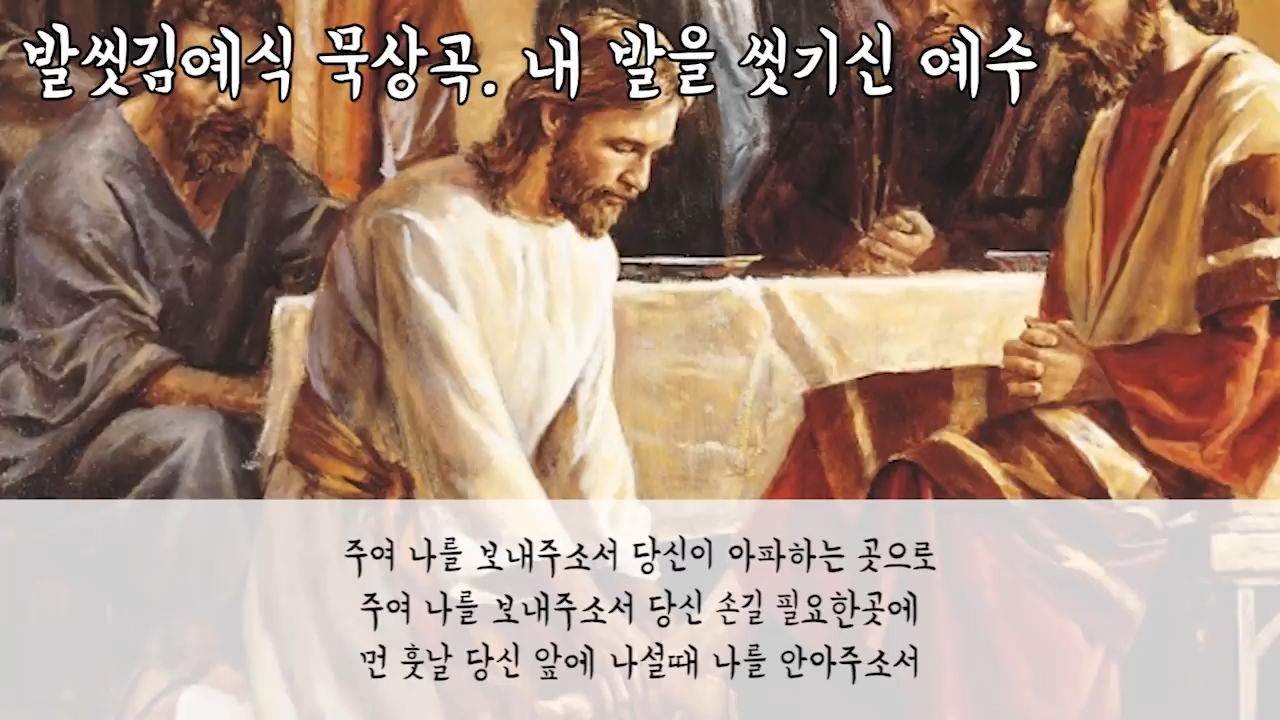 발씻김예식 묵상곡. 내 발을 씻기신 예수
주여 나를 보내주소서 당신이 아파하는 곳으로
주여 나를 보내주소서 당신 손길 필요한곳에
먼 훗날 당신 앞에 나설때 나를 안아주소서